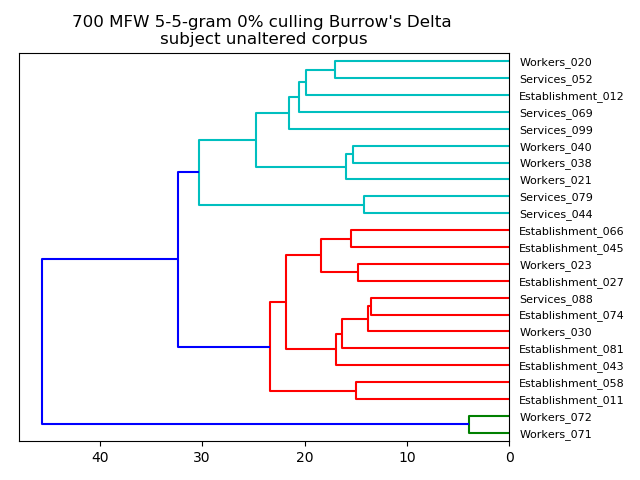 700 MFW 5-5-gram 0% culling Burrow's Delta
subject unaltered corpus
Workers_020
Services_052
Establishment_012
Services_069
Services_099
Workers_040
Workers_038
Workers_021
Services_079
Services_044
Establishment_066
Establishment_045
Workers_023
Establishment_027
Services_088
Establishment_074
Workers_030
Establishment_081
Establishment_043
Establishment_058
Establishment_011
Workers_072
Workers_071
40 30 20 10 0